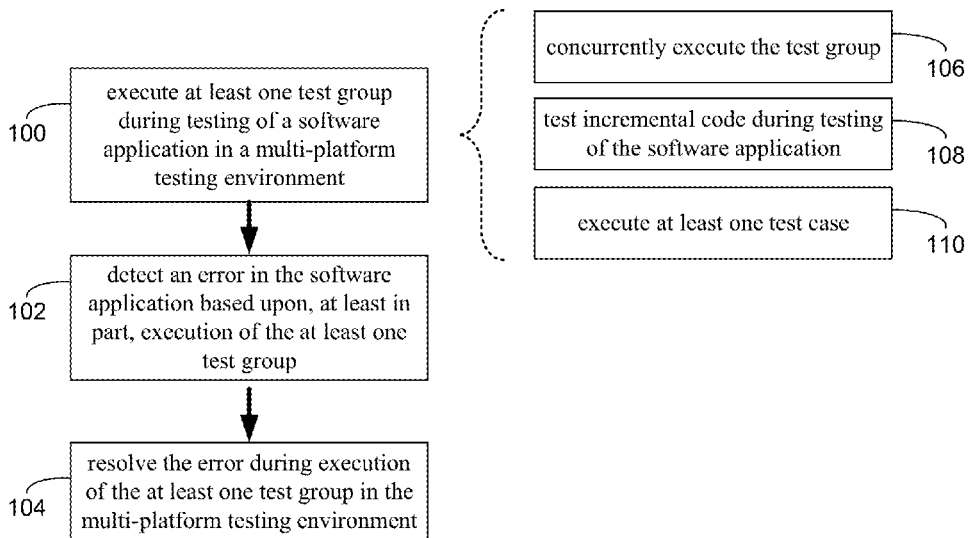 100
execute at least one test group
during testing of a software
application in a multi-platform
testing environment
102
detect an error in the software
application based upon, at least in
part, execution of the at least one
test group
104
resolve the error during execution
of the at least one test group in the
multi-platform testing environment
concurrently execute the test group
106
test incremental code during testing
of the software application
108
execute at least one test case
110